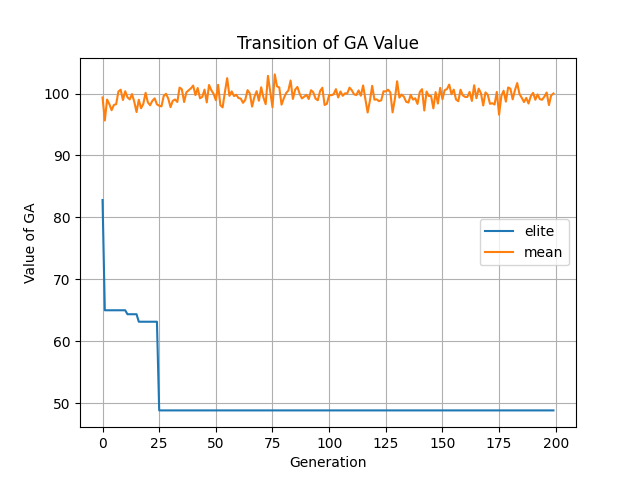 Transition of GA Value
Value of GA
100
90
80
70
60
50
elite
mean
0 25 50 75 100 125 150 175 200
Generation